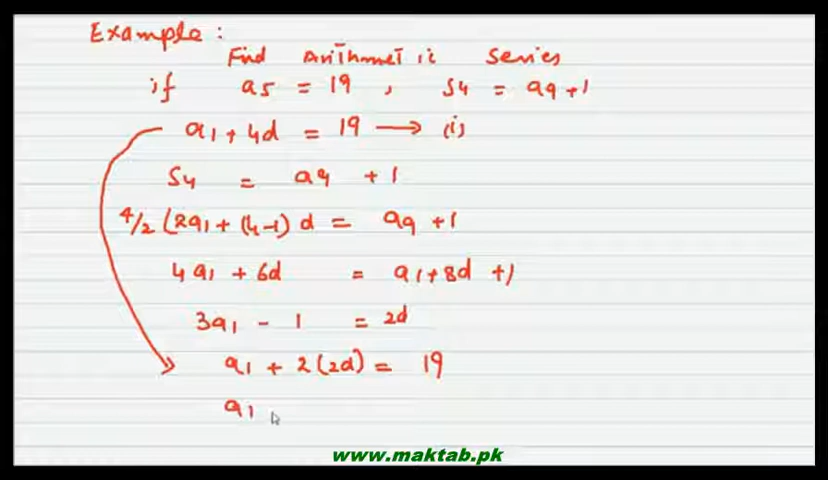 Example:
Find Arithmetic Series
if a5 = 19 , S4 = a9 + 1
a1 + 4d = 19 → (i)
S4 = a9 + 1
4/2 (2a1 + (4-1) d = a9 + 1
4a1 + 6d = a1 + 8d + 1
3a1 - 1 = 2d
a1 + 2(2d) = 19
a1
www.maktab.pk